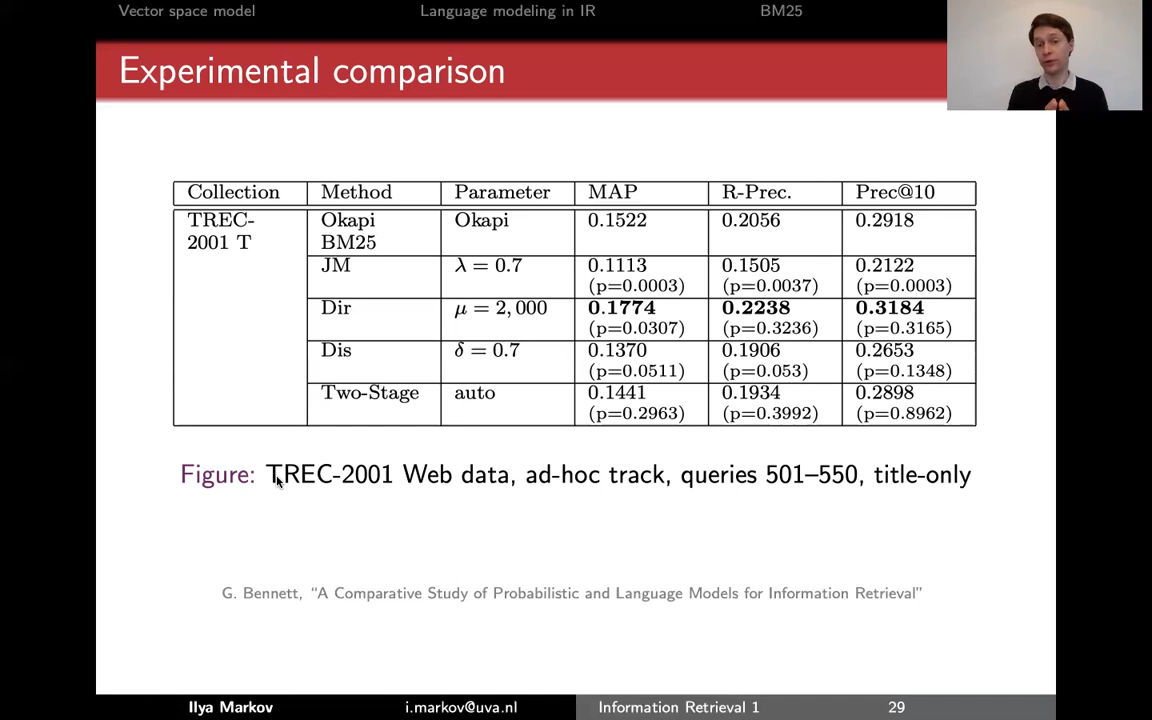 Vector space model Language modeling in IR BM25
Experimental comparison
Collection Method Parameter MAP R-Prec. Prec@10
TREC- Okapi Okapi 0.1522 0.2056 0.2918
2001 T BM25
JM λ = 0.7 0.1113 0.1505 0.2122
(p=0.0003) (p=0.0037) (p=0.0003)
Dir μ = 2, 000 0.1774 0.2238 0.3184
(p=0.0307) (p=0.3236) (p=0.3165)
Dis δ = 0.7 0.1370 0.1906 0.2653
(p=0.0511) (p=0.053) (p=0.1348)
Two-Stage auto 0.1441 0.1934 0.2898
(p=0.2963) (p=0.3992) (p=0.8962)
Figure: TREC-2001 Web data, ad-hoc track, queries 501–550, title-only
G. Bennett, “A Comparative Study of Probabilistic and Language Models for Information Retrieval”
Ilya Markov i.markov@uva.nl Information Retrieval 1 29